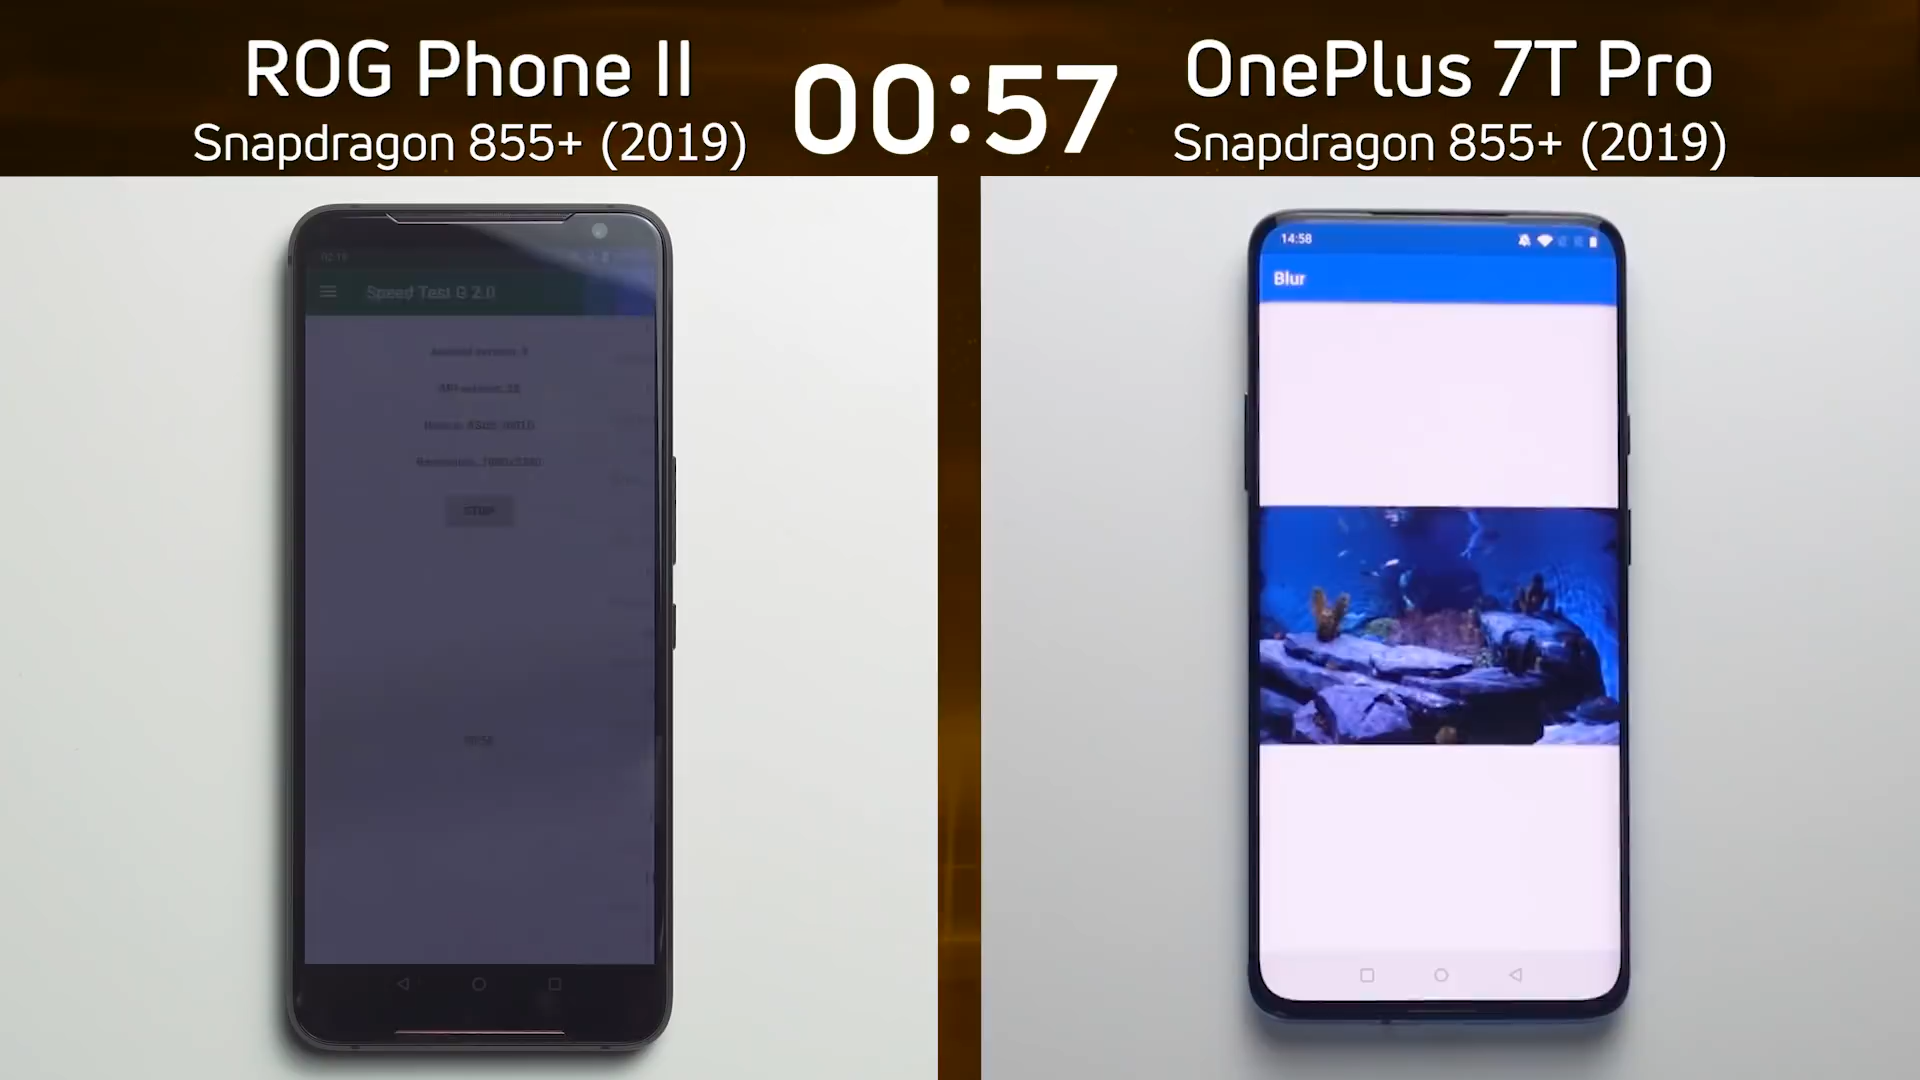 ROG Phone II
Snapdragon 855+ (2019)
00:57
OnePlus 7T Pro
Snapdragon 855+ (2019)
Speed Test G 2.0
STOP
14:58
Blur